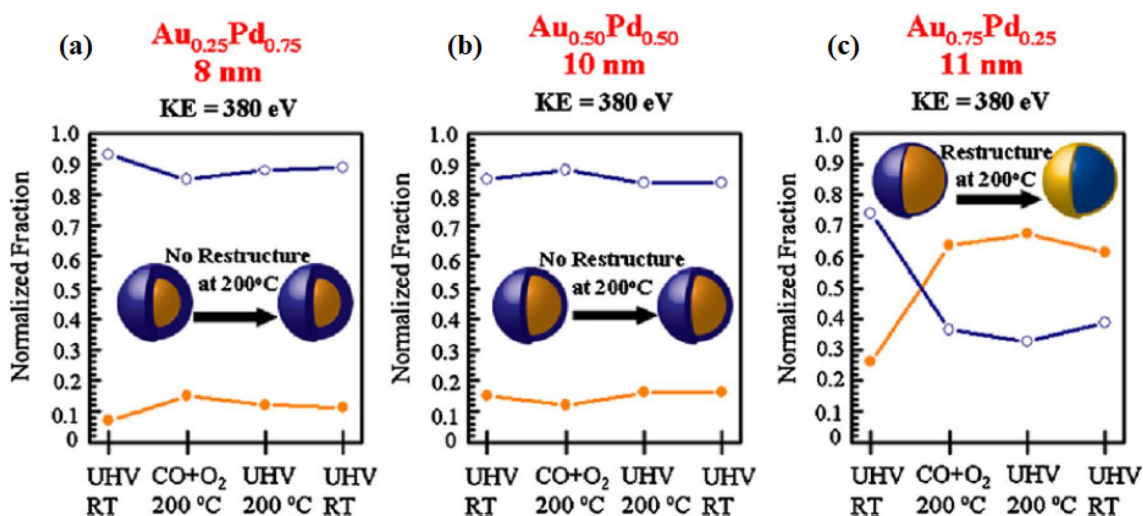 (a)
Au0.25Pd0.75
8 nm
KE = 380 eV
Normalized Fraction
1.0
0.9
0.8
0.7
0.6
0.5
0.4
0.3
0.2
0.1
0
No Restructure
at 200°C
UHV CO+O2 UHV UHV
RT 200 °C 200 °C RT
(b)
Au0.50Pd0.50
10 nm
KE = 380 eV
Normalized Fraction
1.0
0.9
0.8
0.7
0.6
0.5
0.4
0.3
0.2
0.1
0
No Restructure
at 200°C
UHV CO+O2 UHV UHV
RT 200 °C 200 °C RT
(c)
Au0.75Pd0.25
11 nm
KE = 380 eV
Normalized Fraction
1.0
0.9
0.8
0.7
0.6
0.5
0.4
0.3
0.2
0.1
0
Restructure
at 200°C
UHV CO+O2 UHV UHV
RT 200 °C 200 °C RT